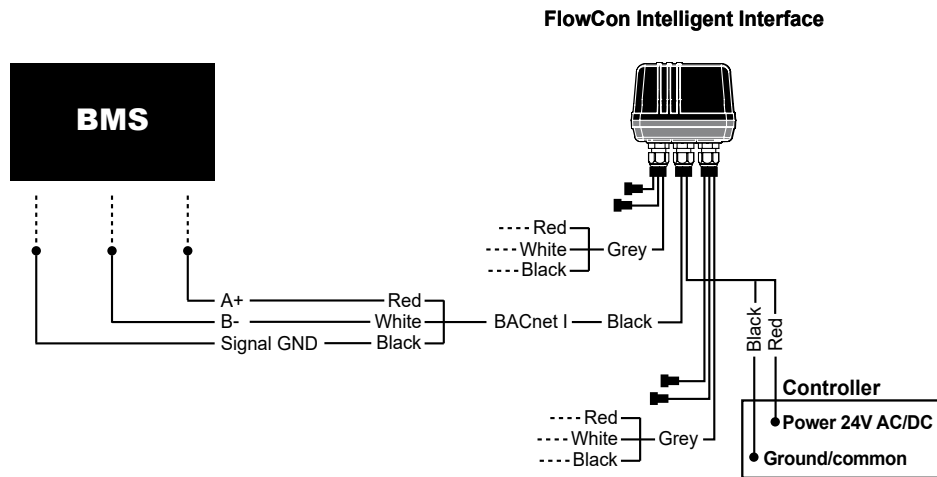 FlowCon Intelligent Interface
BMS
Red
White Grey
Black
A+ Red
B- White BACnet I Black
Signal GND Black
Black
Red
Controller
Red
Power 24V AC/DC
White Grey
Black
Ground/common